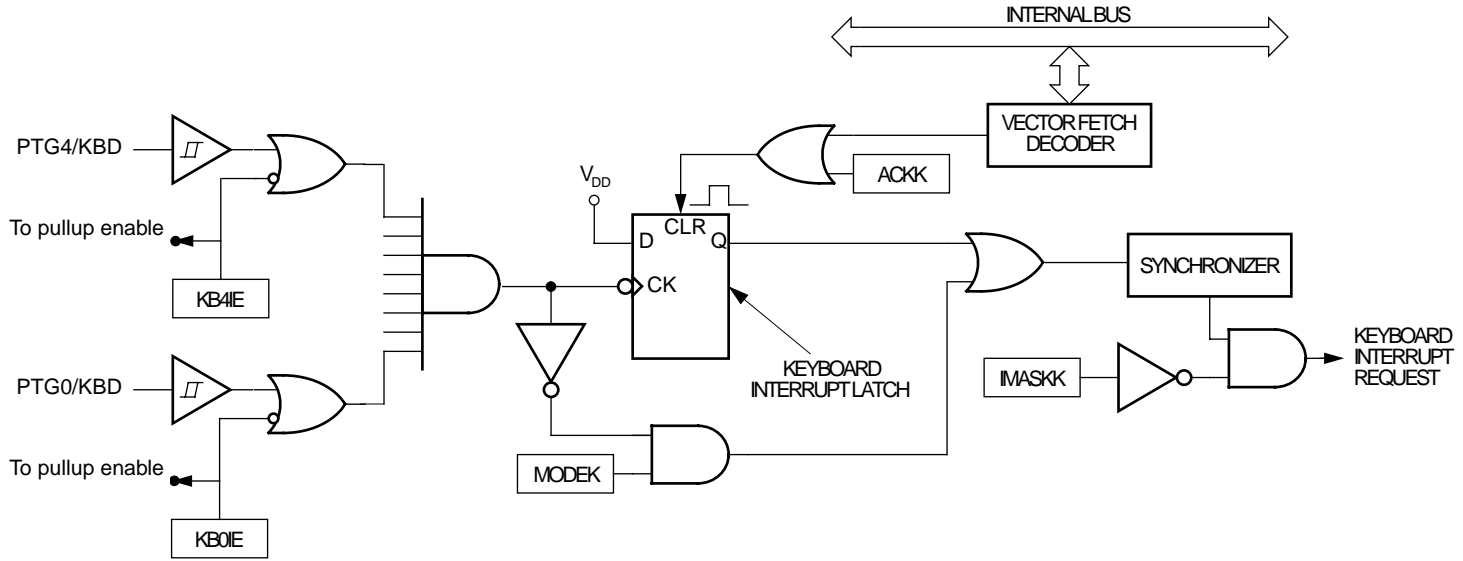 INTERNAL BUS
VECTOR FETCH
DECODER
ACKK
PTG4/KBD
To pullup enable
KB4IE
VDD
CLR
D
Q
CK
SYNCHRONIZER
KEYBOARD
INTERRUPT LATCH
IMASKK
KEYBOARD
INTERRUPT
REQUEST
PTG0/KBD
To pullup enable
MODEK
KB0IE